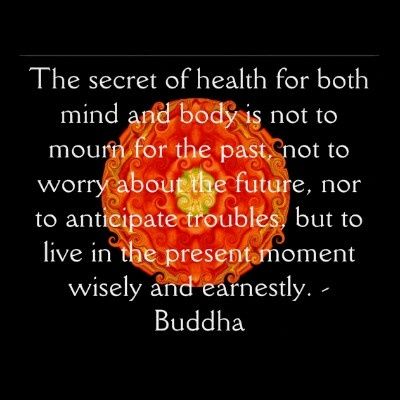 The secret of health for both
mind and body is not to
mourn for the past, not to
worry about the future, nor
to anticipate troubles, but to
live in the present moment
wisely and earnestly. -
Buddha